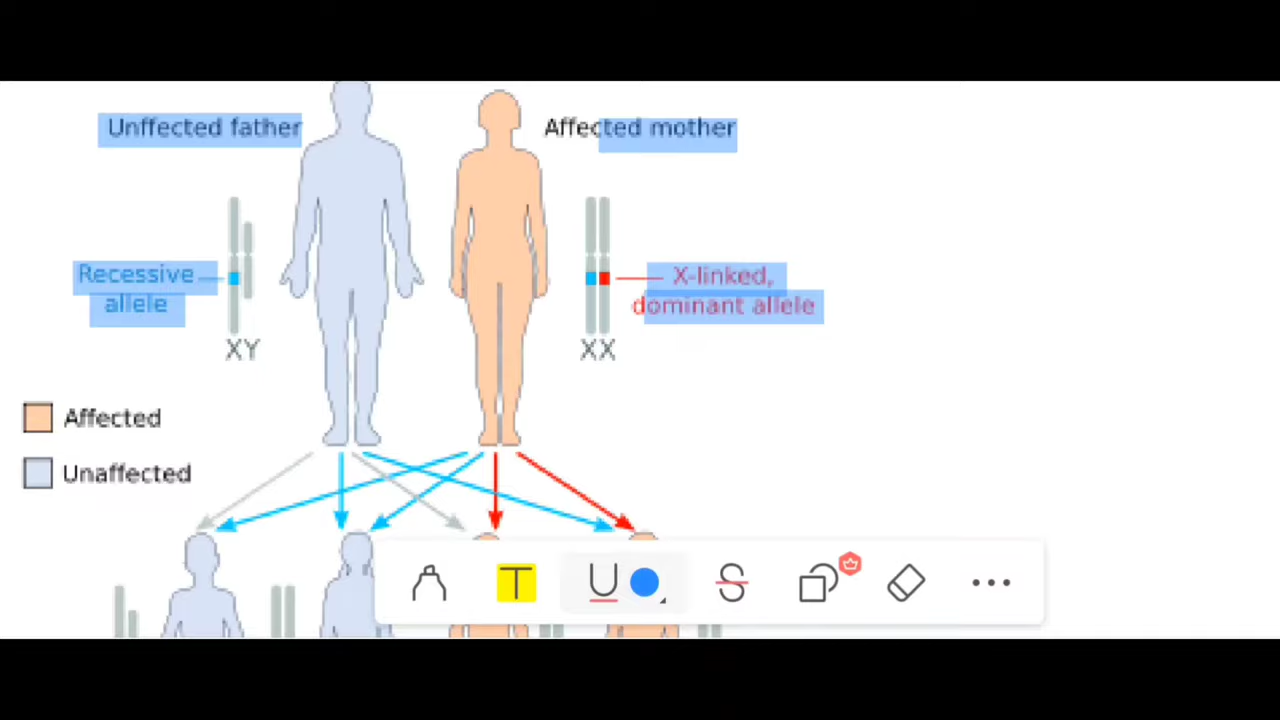 Unffected father
Affected mother
Recessive
allele
X-linked,
dominant allele
XY
XX
Affected
Unaffected
T
U
S